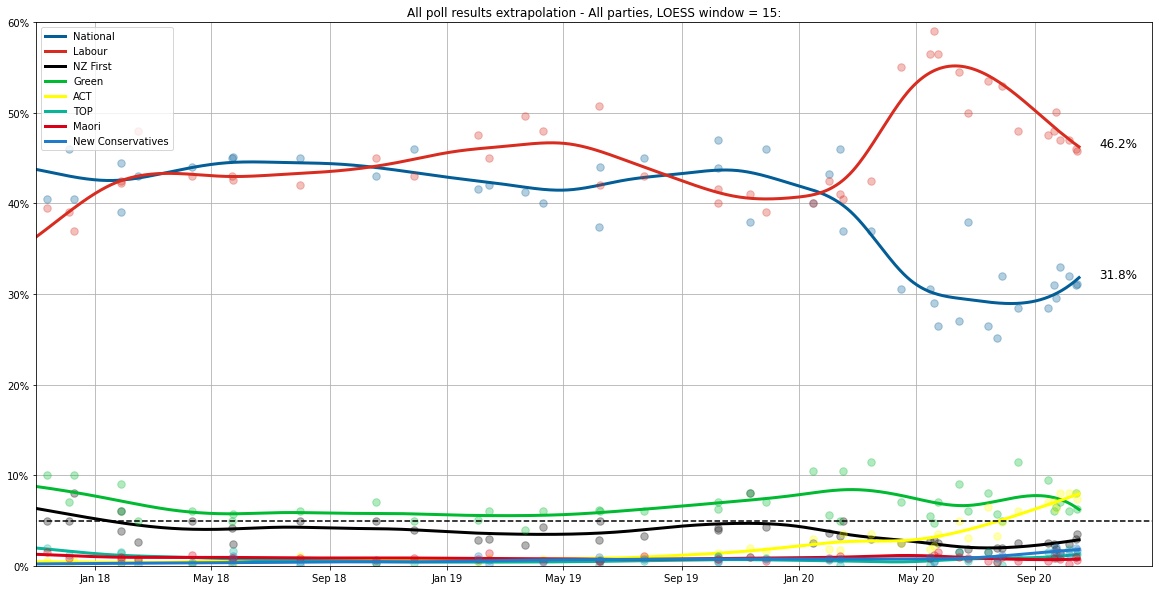 All poll results extrapolation - All parties, LOESS window = 15:
60%
50%
40%
30%
20%
10%
0%
National
Labour
NZ First
Green
ACT
TOP
Maori
New Conservatives
46.2%
31.8%
Jan 18
May 18
Sep 18
Jan 19
May 19
Sep 19
Jan 20
May 20
Sep 20